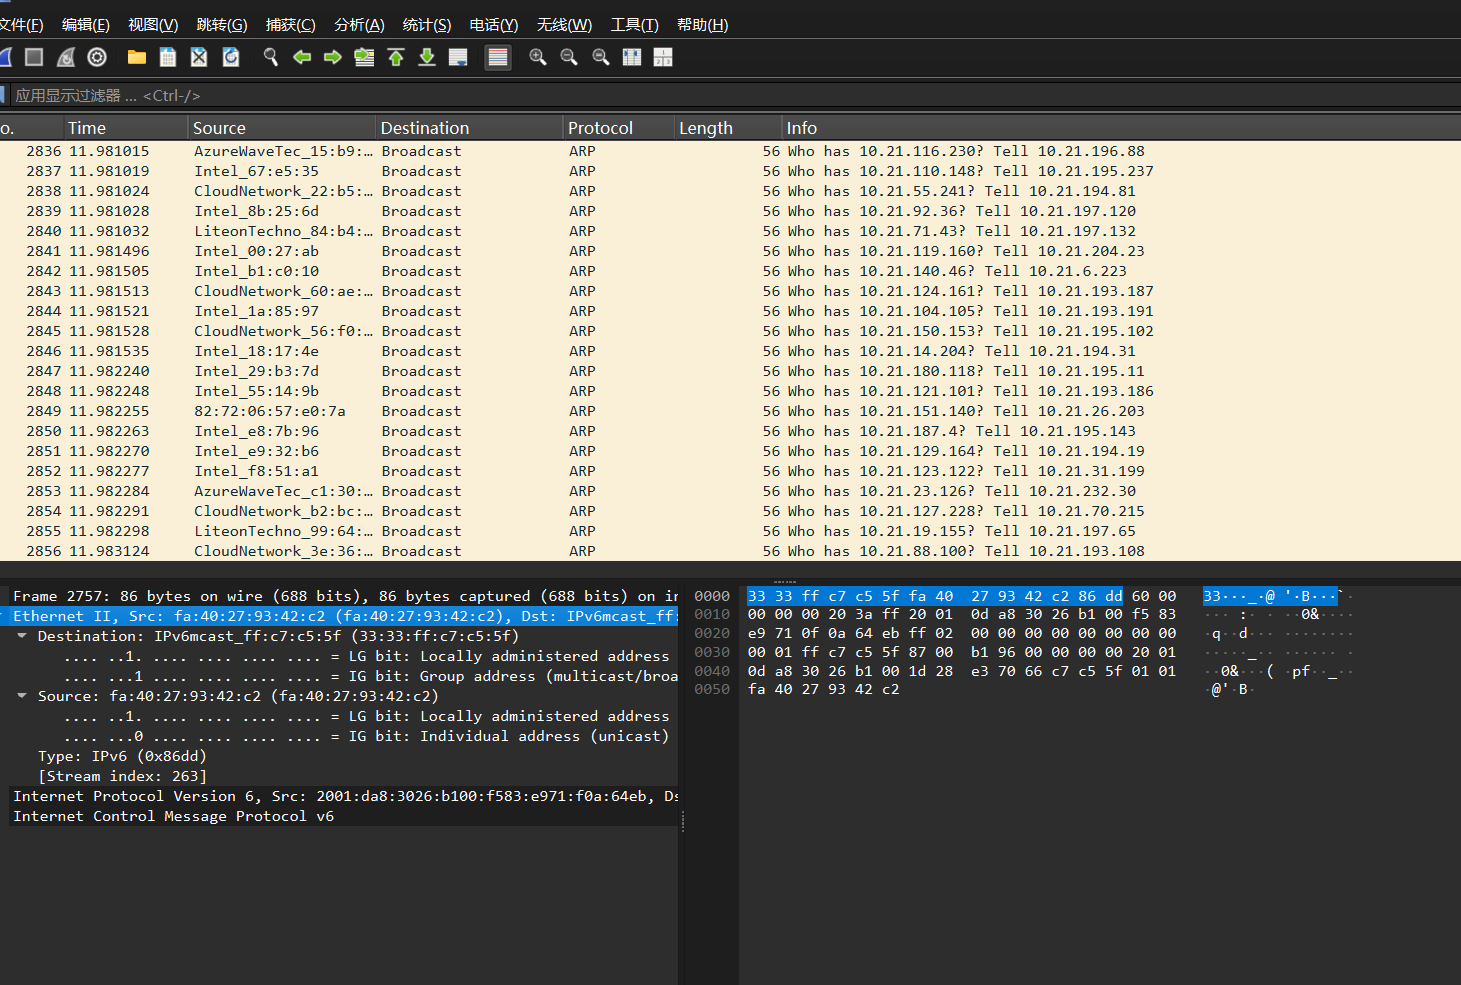 文件(F) 编辑(E) 视图(V) 跳转(G) 捕获(C) 分析(A) 统计(S) 电话(Y) 无线(W) 工具(T) 帮助(H)
应用显示过滤器 … <Ctrl-/>
o. Time Source Destination Protocol Length Info
2836 11.981015 AzureWaveTec_15:b9:… Broadcast ARP 56 Who has 10.21.116.230? Tell 10.21.196.88
2837 11.981019 Intel_67:e5:35 Broadcast ARP 56 Who has 10.21.110.148? Tell 10.21.195.237
2838 11.981024 CloudNetwork_22:b5:… Broadcast ARP 56 Who has 10.21.55.241? Tell 10.21.194.81
2839 11.981028 Intel_8b:25:6d Broadcast ARP 56 Who has 10.21.92.36? Tell 10.21.197.120
2840 11.981032 LiteonTechno_84:b4:… Broadcast ARP 56 Who has 10.21.71.43? Tell 10.21.197.132
2841 11.981496 Intel_00:27:ab Broadcast ARP 56 Who has 10.21.119.160? Tell 10.21.204.23
2842 11.981505 Intel_b1:c0:10 Broadcast ARP 56 Who has 10.21.140.46? Tell 10.21.6.223
2843 11.981513 CloudNetwork_60:ae:… Broadcast ARP 56 Who has 10.21.124.161? Tell 10.21.193.187
2844 11.981521 Intel_1a:85:97 Broadcast ARP 56 Who has 10.21.104.105? Tell 10.21.193.191
2845 11.981528 CloudNetwork_56:f0:… Broadcast ARP 56 Who has 10.21.150.153? Tell 10.21.195.102
2846 11.981535 Intel_18:17:4e Broadcast ARP 56 Who has 10.21.14.204? Tell 10.21.194.31
2847 11.982240 Intel_29:b3:7d Broadcast ARP 56 Who has 10.21.180.118? Tell 10.21.195.11
2848 11.982248 Intel_55:14:9b Broadcast ARP 56 Who has 10.21.121.101? Tell 10.21.193.186
2849 11.982255 82:72:06:57:e0:7a Broadcast ARP 56 Who has 10.21.151.140? Tell 10.21.26.203
2850 11.982263 Intel_e8:7b:96 Broadcast ARP 56 Who has 10.21.187.4? Tell 10.21.195.143
2851 11.982270 Intel_e9:32:b6 Broadcast ARP 56 Who has 10.21.129.164? Tell 10.21.194.19
2852 11.982277 Intel_f8:51:a1 Broadcast ARP 56 Who has 10.21.123.122? Tell 10.21.31.199
2853 11.982284 AzureWaveTec_c1:30:… Broadcast ARP 56 Who has 10.21.23.126? Tell 10.21.232.30
2854 11.982291 CloudNetwork_b2:bc:… Broadcast ARP 56 Who has 10.21.127.228? Tell 10.21.70.215
2855 11.982298 LiteonTechno_99:64:… Broadcast ARP 56 Who has 10.21.19.155? Tell 10.21.197.65
2856 11.983124 CloudNetwork_3e:36:… Broadcast ARP 56 Who has 10.21.88.100? Tell 10.21.193.108
Frame 2757: 86 bytes on wire (688 bits), 86 bytes captured (688 bits) on in
Ethernet II, Src: fa:40:27:93:42:c2 (fa:40:27:93:42:c2), Dst: IPv6mcast_ff:
Destination: IPv6mcast_ff:c7:c5:5f (33:33:ff:c7:c5:5f)
.... ..1. .... .... .... .... = LG bit: Locally administered address
.... ...1 .... .... .... .... = IG bit: Group address (multicast/broa
Source: fa:40:27:93:42:c2 (fa:40:27:93:42:c2)
.... ..1. .... .... .... .... = LG bit: Locally administered address
.... ...0 .... .... .... .... = IG bit: Individual address (unicast)
Type: IPv6 (0x86dd)
[Stream index: 263]
Internet Protocol Version 6, Src: 2001:da8:3026:b100:f583:e971:f0a:64eb, Ds
Internet Control Message Protocol v6
0000 33 33 ff c7 c5 5f fa 40 27 93 42 c2 86 dd 60 00 33···_·@ '·B···`·
0010 00 00 00 20 3a ff 20 01 0d a8 30 26 b1 00 f5 83 ··· :· · ··0&····
0020 e9 71 0f 0a 64 eb ff 02 00 00 00 00 00 00 00 00 ·q··d··· ········
0030 00 01 ff c7 c5 5f 87 00 b1 96 00 00 00 00 20 01 ·····_·· ······ ·
0040 0d a8 30 26 b1 00 1d 28 e3 70 66 c7 c5 5f 01 01 ··0&···( ·pf··_··
0050 fa 40 27 93 42 c2 ·@'·B·